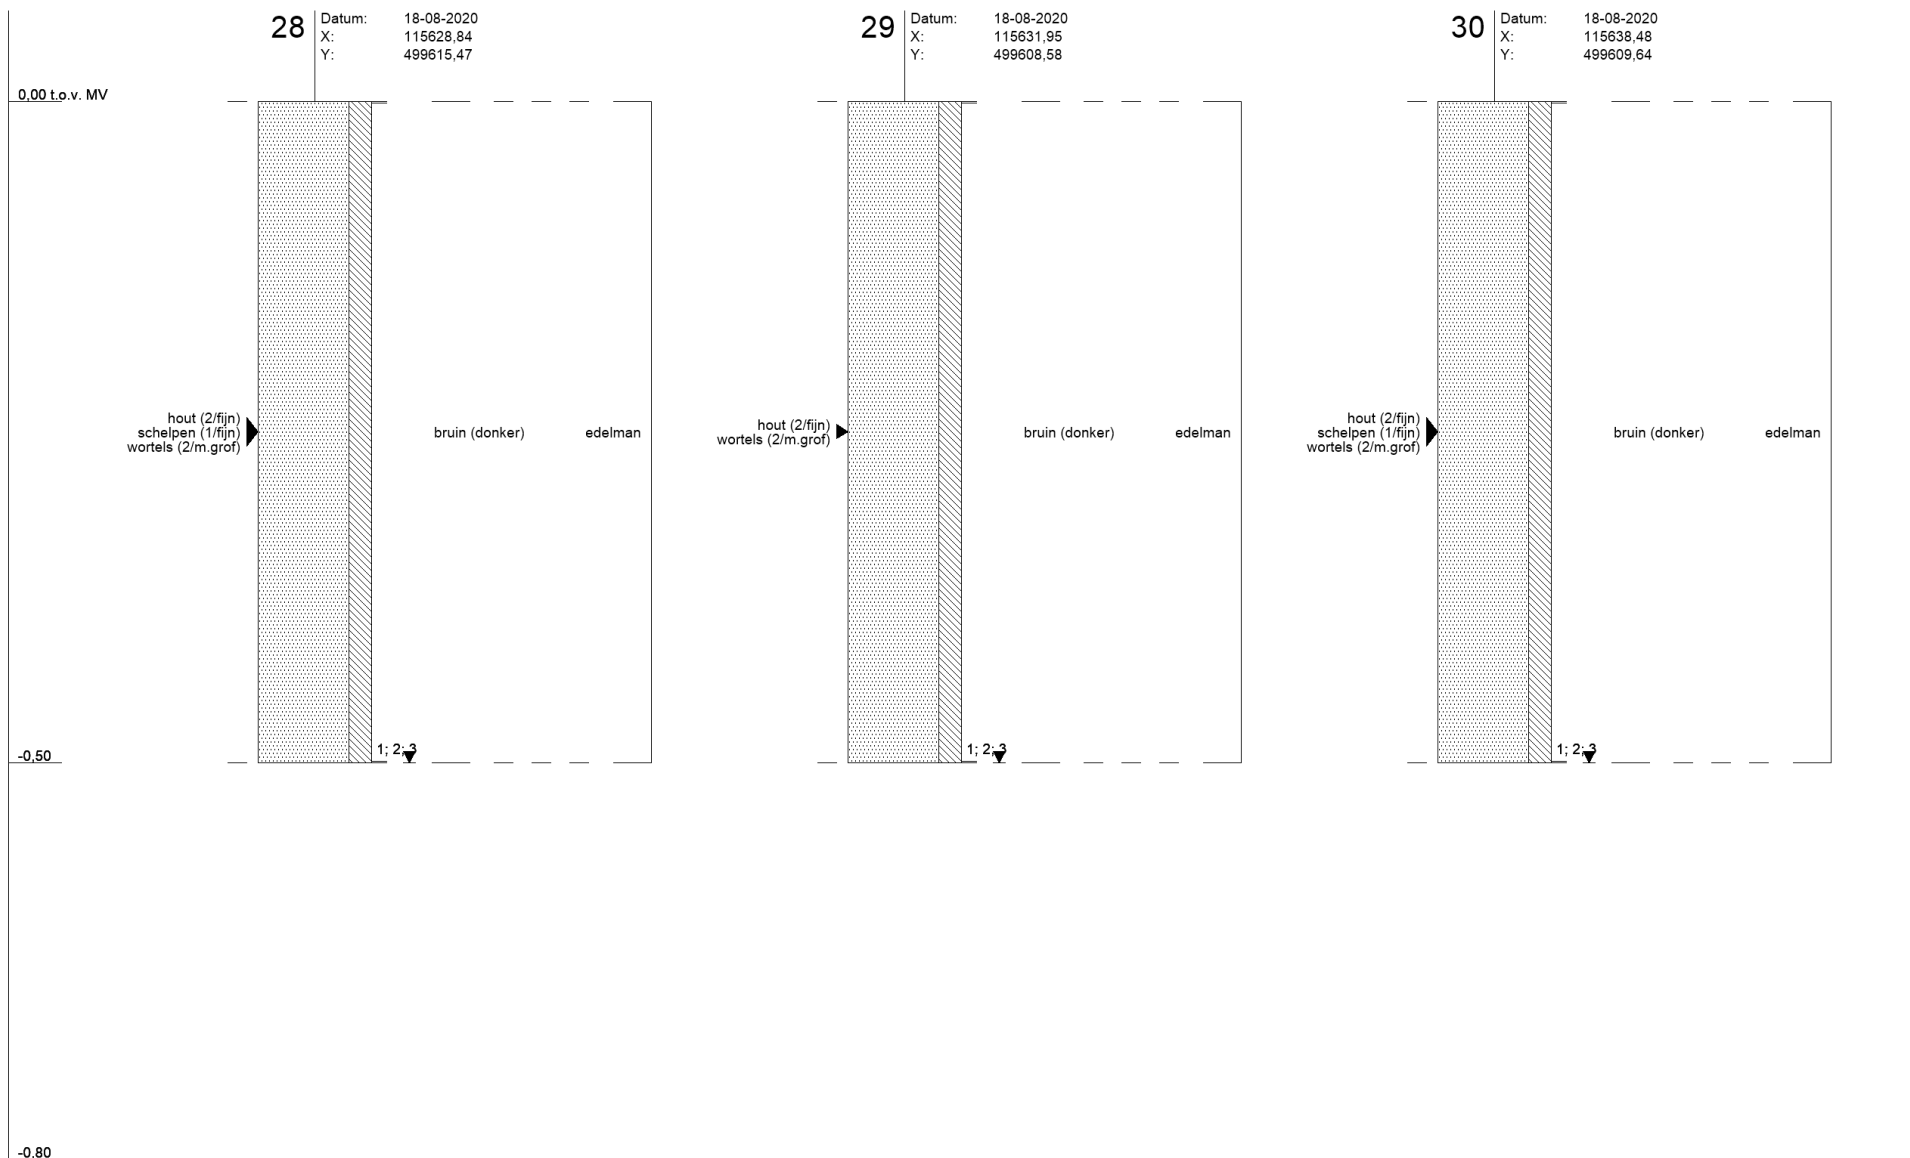 28
Datum: 18-08-2020
X: 115628,84
Y: 499615,47
29
Datum: 18-08-2020
X: 115631,95
Y: 499608,58
30
Datum: 18-08-2020
X: 115638,48
Y: 499609,64
0,00 t.o.v. MV
hout (2/fijn)
schelpen (1/fijn)
wortels (2/m.grof)
bruin (donker)
edelman
hout (2/fijn)
wortels (2/m.grof)
bruin (donker)
edelman
hout (2/fijn)
schelpen (1/fijn)
wortels (2/m.grof)
bruin (donker)
edelman
-0,50
1; 2; 3
1; 2; 3
1; 2; 3
-0,80